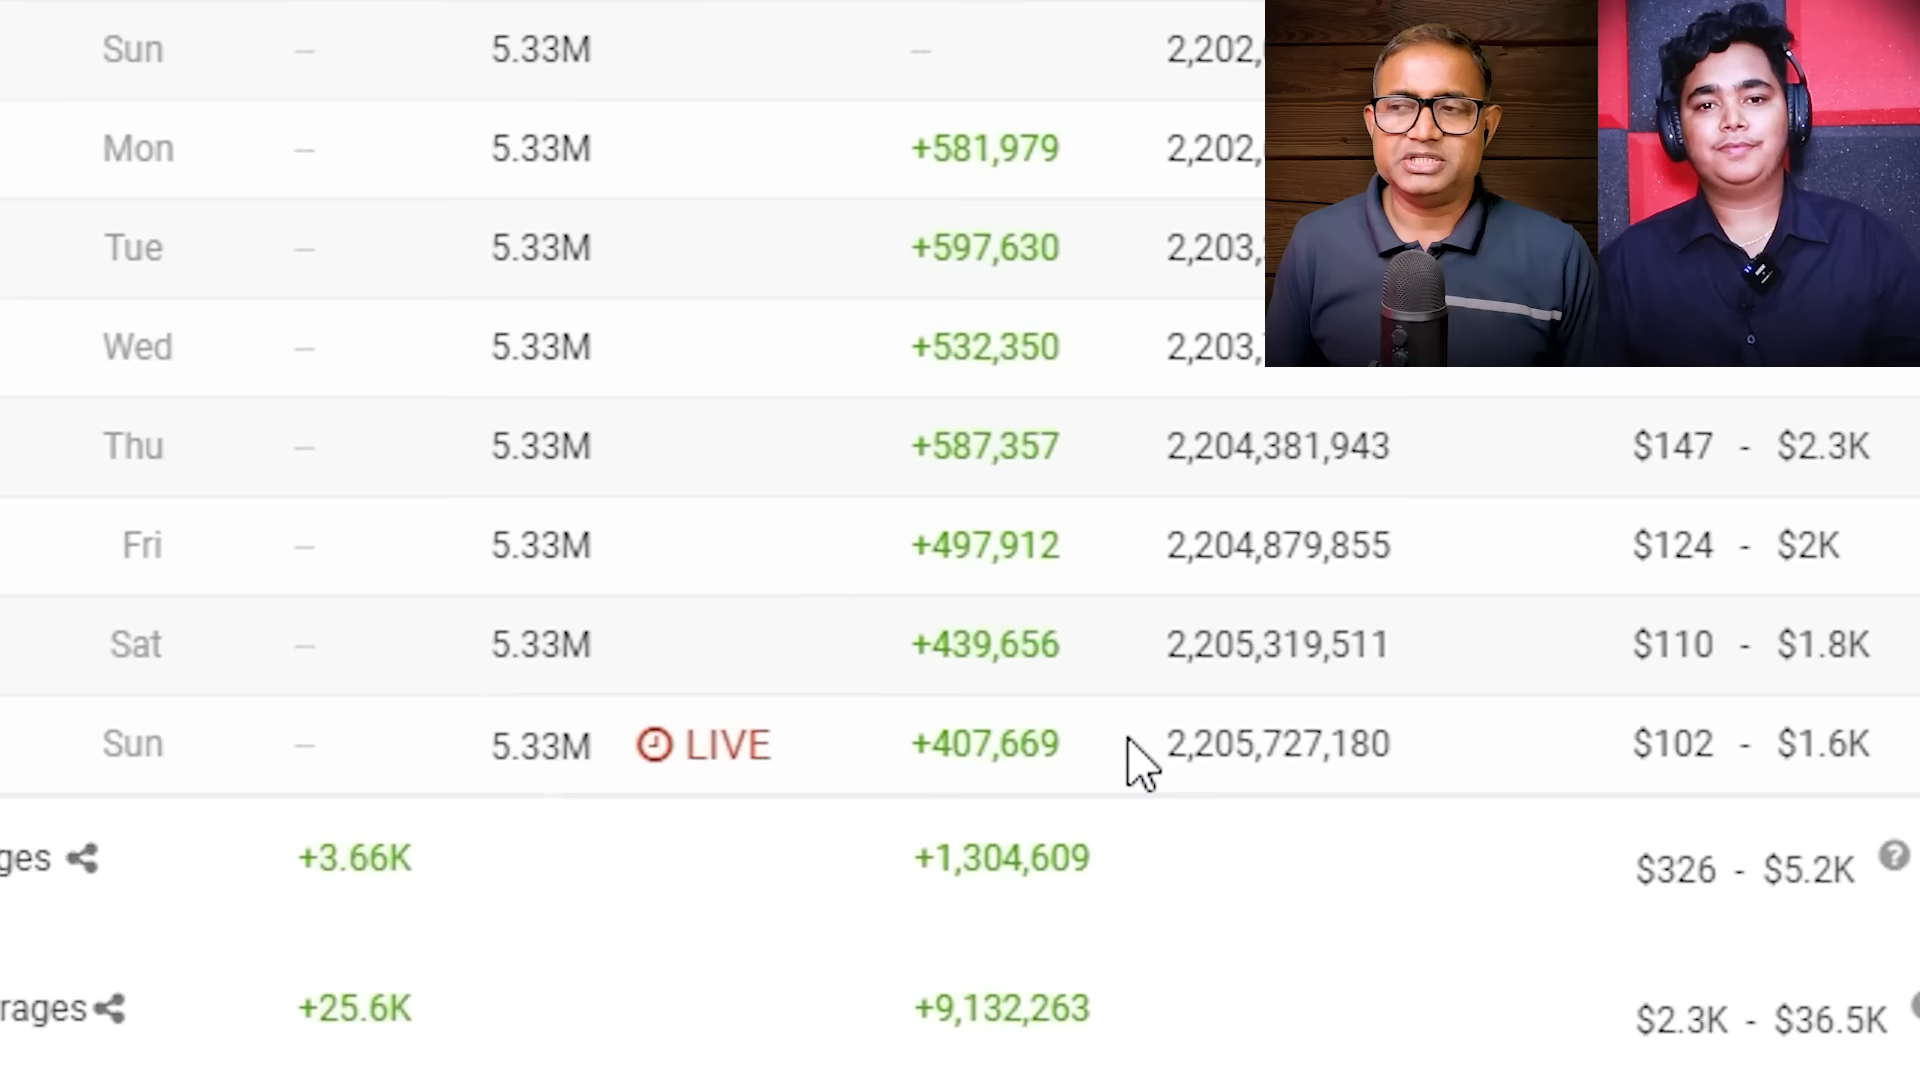 Sun – 5.33M – 2,202,
Mon – 5.33M +581,979 2,202,
Tue – 5.33M +597,630 2,203,
Wed – 5.33M +532,350 2,203,
Thu – 5.33M +587,357 2,204,381,943 $147 - $2.3K
Fri – 5.33M +497,912 2,204,879,855 $124 - $2K
Sat – 5.33M +439,656 2,205,319,511 $110 - $1.8K
Sun – 5.33M LIVE +407,669 2,205,727,180 $102 - $1.6K
ges +3.66K +1,304,609 $326 - $5.2K ?
rages +25.6K +9,132,263 $2.3K - $36.5K